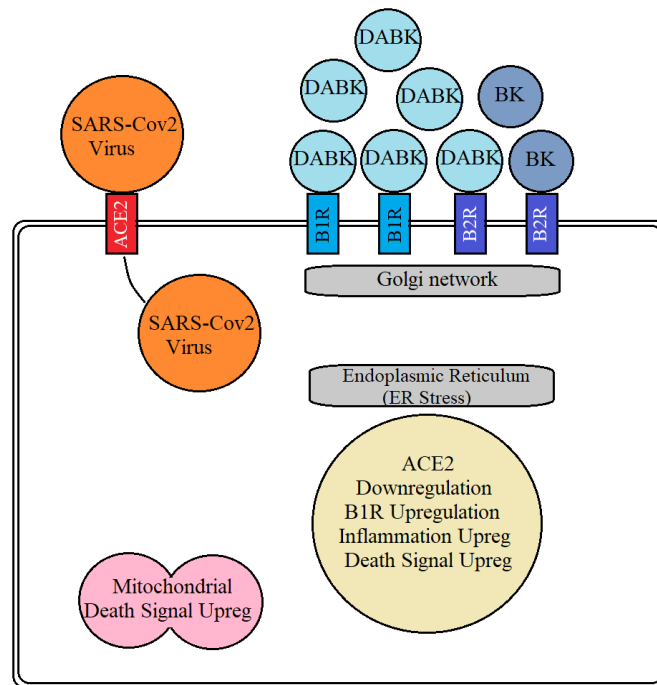 DABK
DABK
DABK
BK
SARS-Cov2
Virus
DABK
DABK
DABK
BK
ACE2
B1R
B1R
B2R
B2R
Golgi network
SARS-Cov2
Virus
Endoplasmic Reticulum
(ER Stress)
ACE2
Downregulation
B1R Upregulation
Inflammation Upreg
Death Signal Upreg
Mitochondrial
Death Signal Upreg